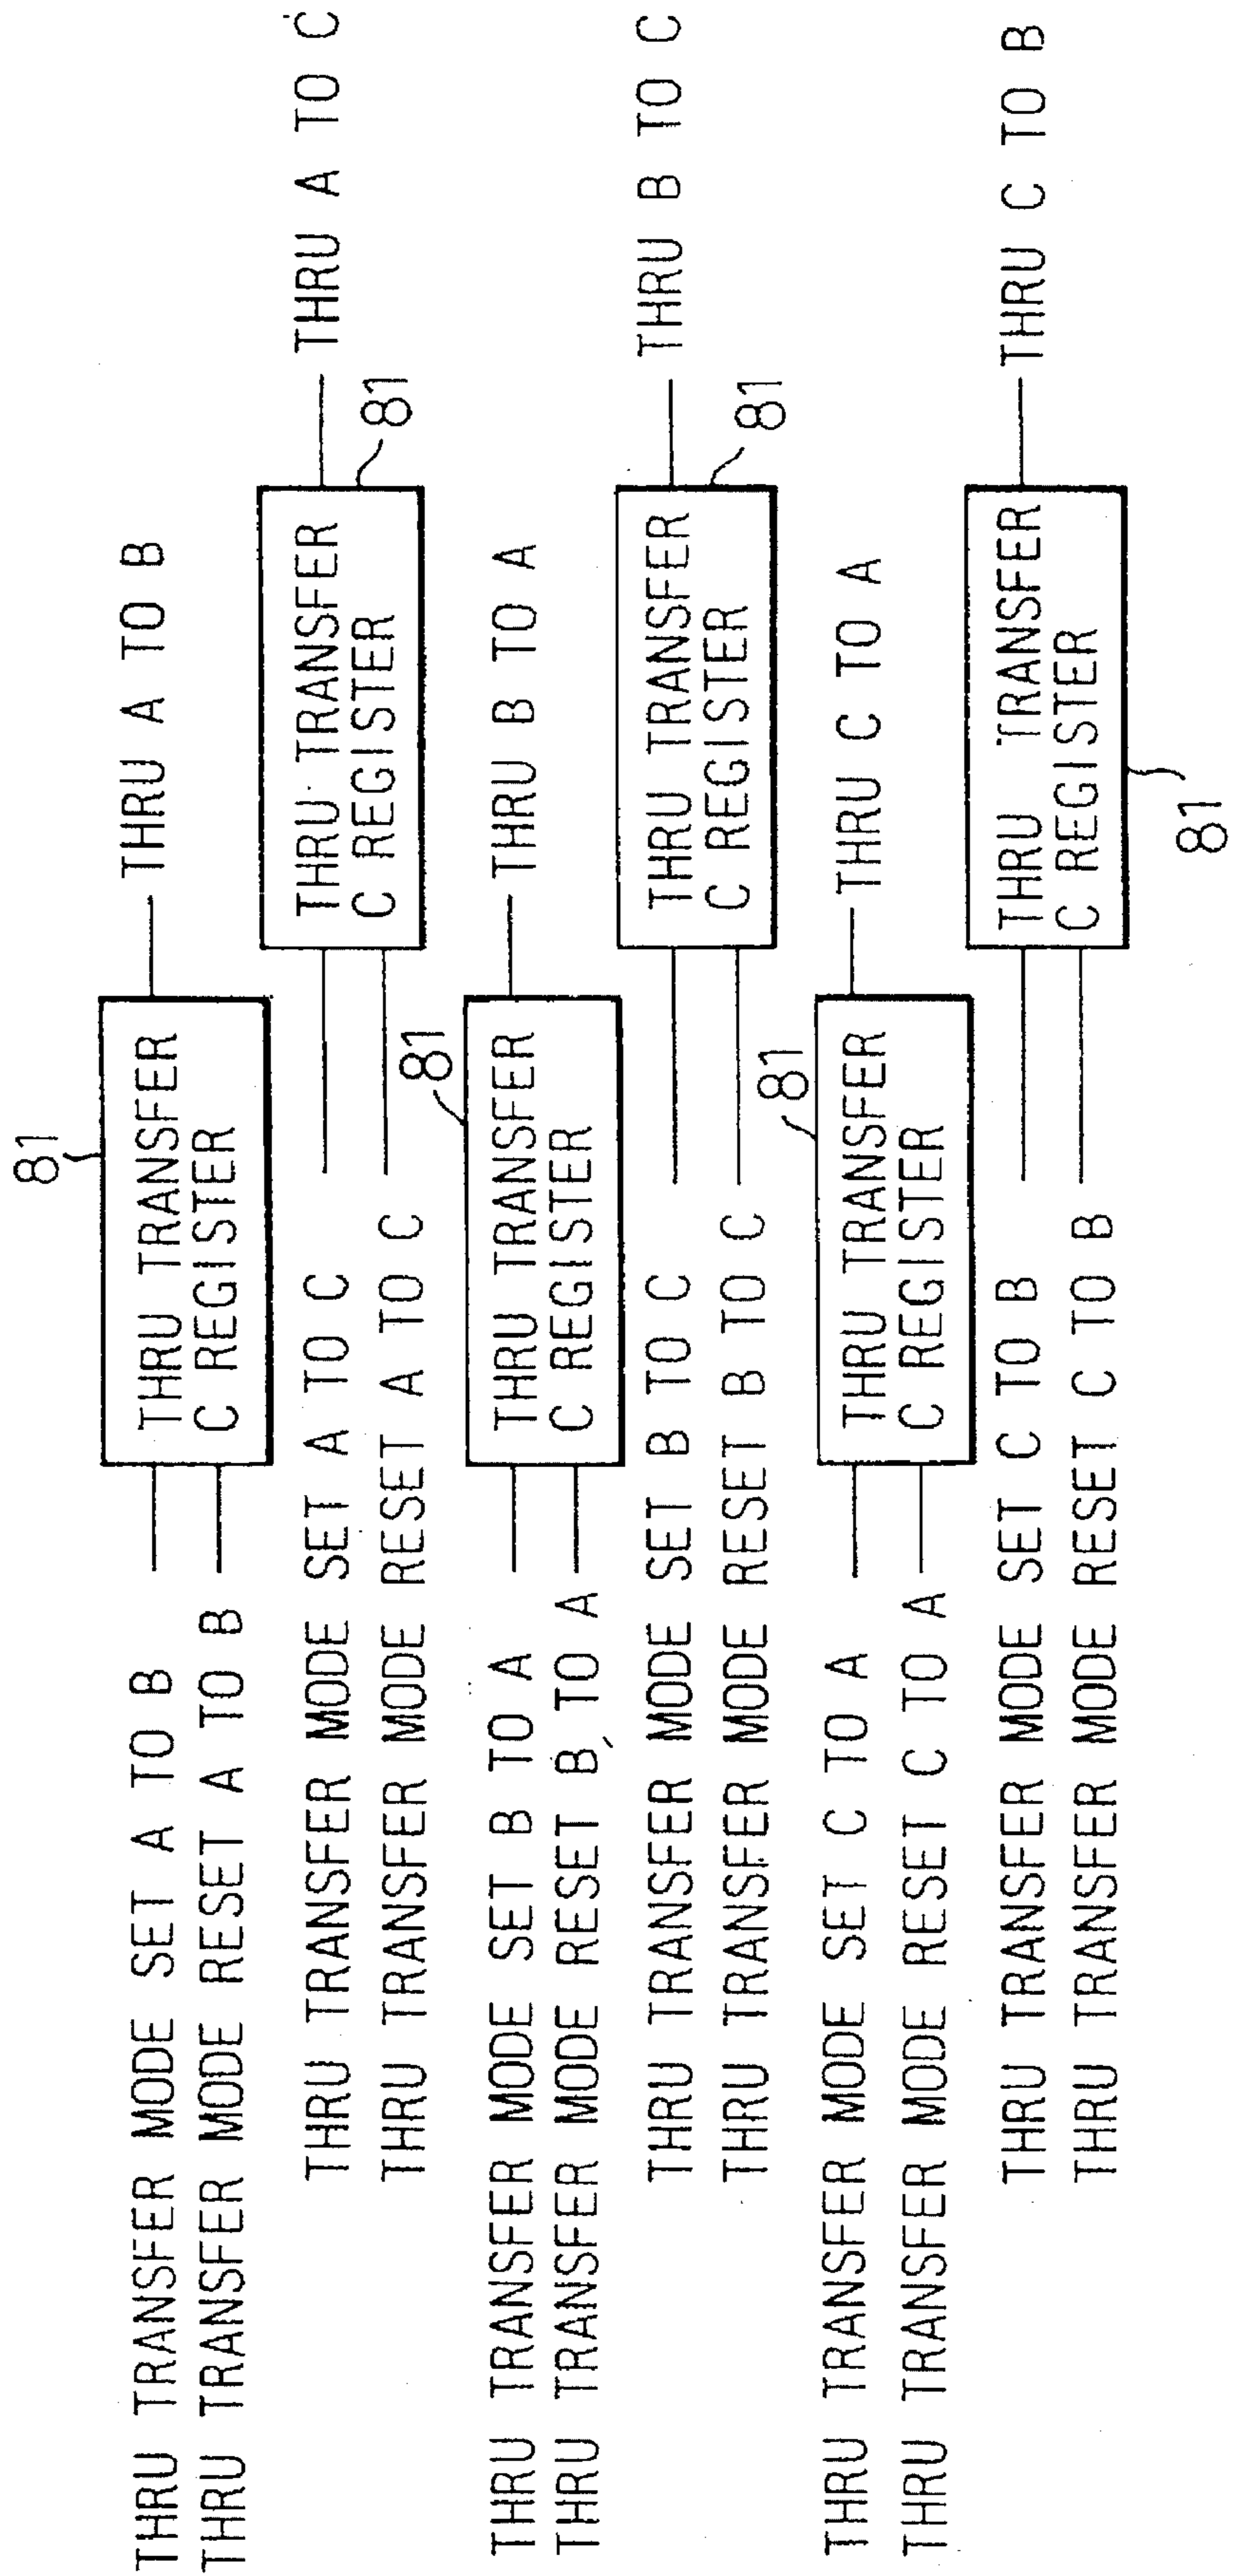 81
THRU TRANSFER MODE SET A TO B
THRU TRANSFER MODE RESET A TO B
THRU TRANSFER
C REGISTER
THRU A TO B
THRU TRANSFER MODE SET A TO C
THRU TRANSFER MODE RESET A TO C
THRU TRANSFER
C REGISTER
THRU A TO C
81
81
THRU TRANSFER MODE SET B TO A
THRU TRANSFER MODE RESET B TO A
THRU TRANSFER
C REGISTER
THRU B TO A
THRU TRANSFER MODE SET B TO C
THRU TRANSFER MODE RESET B TO C
THRU TRANSFER
C REGISTER
THRU B TO C
81
81
THRU TRANSFER MODE SET C TO A
THRU TRANSFER MODE RESET C TO A
THRU TRANSFER
C REGISTER
THRU C TO A
THRU TRANSFER MODE SET C TO B
THRU TRANSFER MODE RESET C TO B
THRU TRANSFER
C REGISTER
THRU C TO B
81